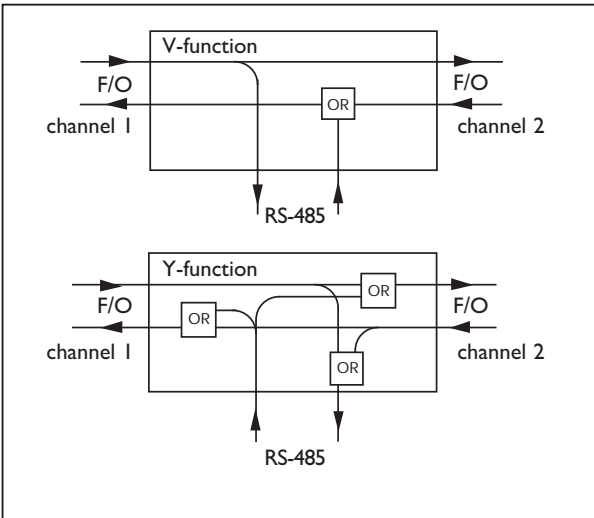 V-function
F/O
F/O
OR
channel 1
channel 2
RS-485
Y-function
OR
F/O
F/O
OR
channel 1
channel 2
OR
RS-485